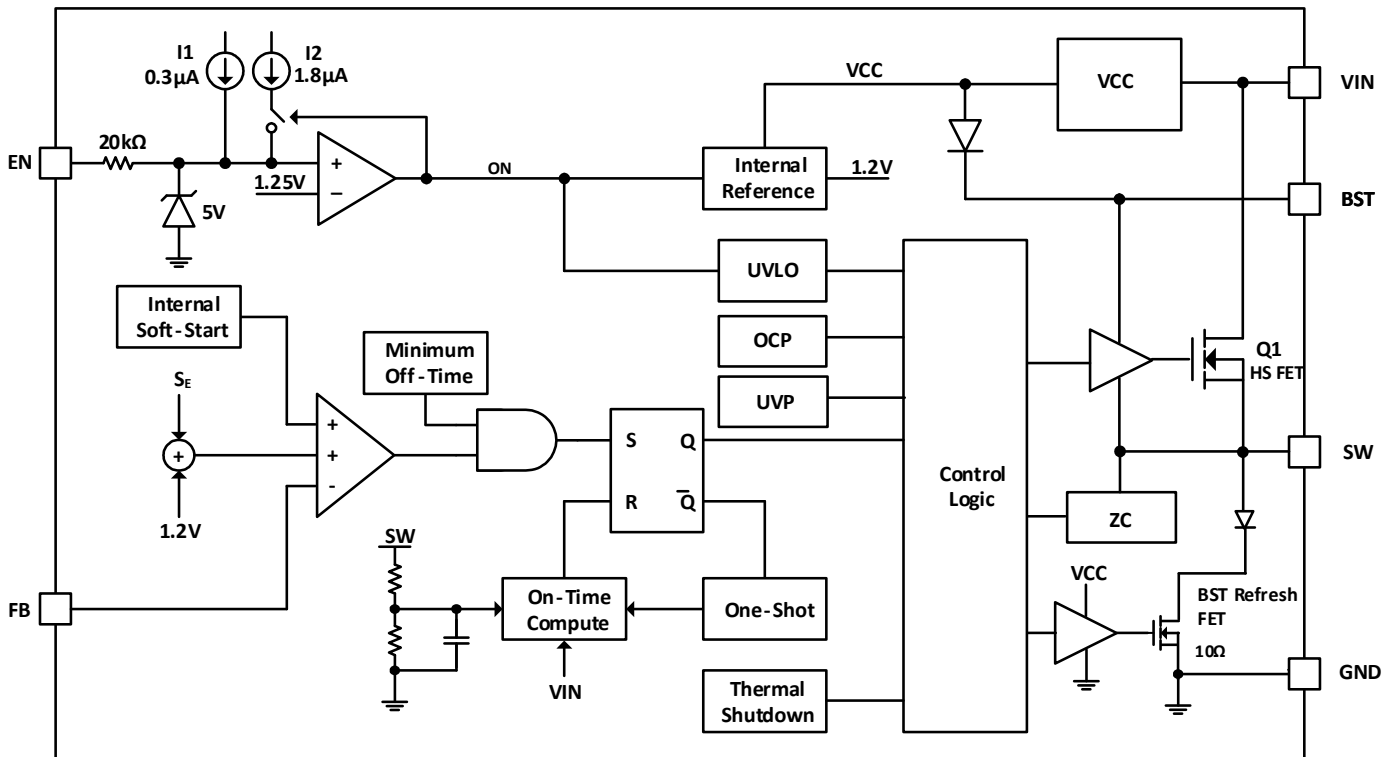 I1
0.3µA
I2
1.8µA
VCC
VCC
VIN
EN
20kΩ
1.25V
+
−
5V
ON
Internal
Reference
1.2V
BST
UVLO
Internal
Soft-Start
OCP
Minimum
Off-Time
UVP
Q1
HS FET
SE
+
+
+
-
1.2V
S
Q
R
Q̅
Control
Logic
SW
ZC
SW
VCC
FB
On-Time
Compute
One-Shot
BST Refresh
FET
10Ω
VIN
Thermal
Shutdown
GND